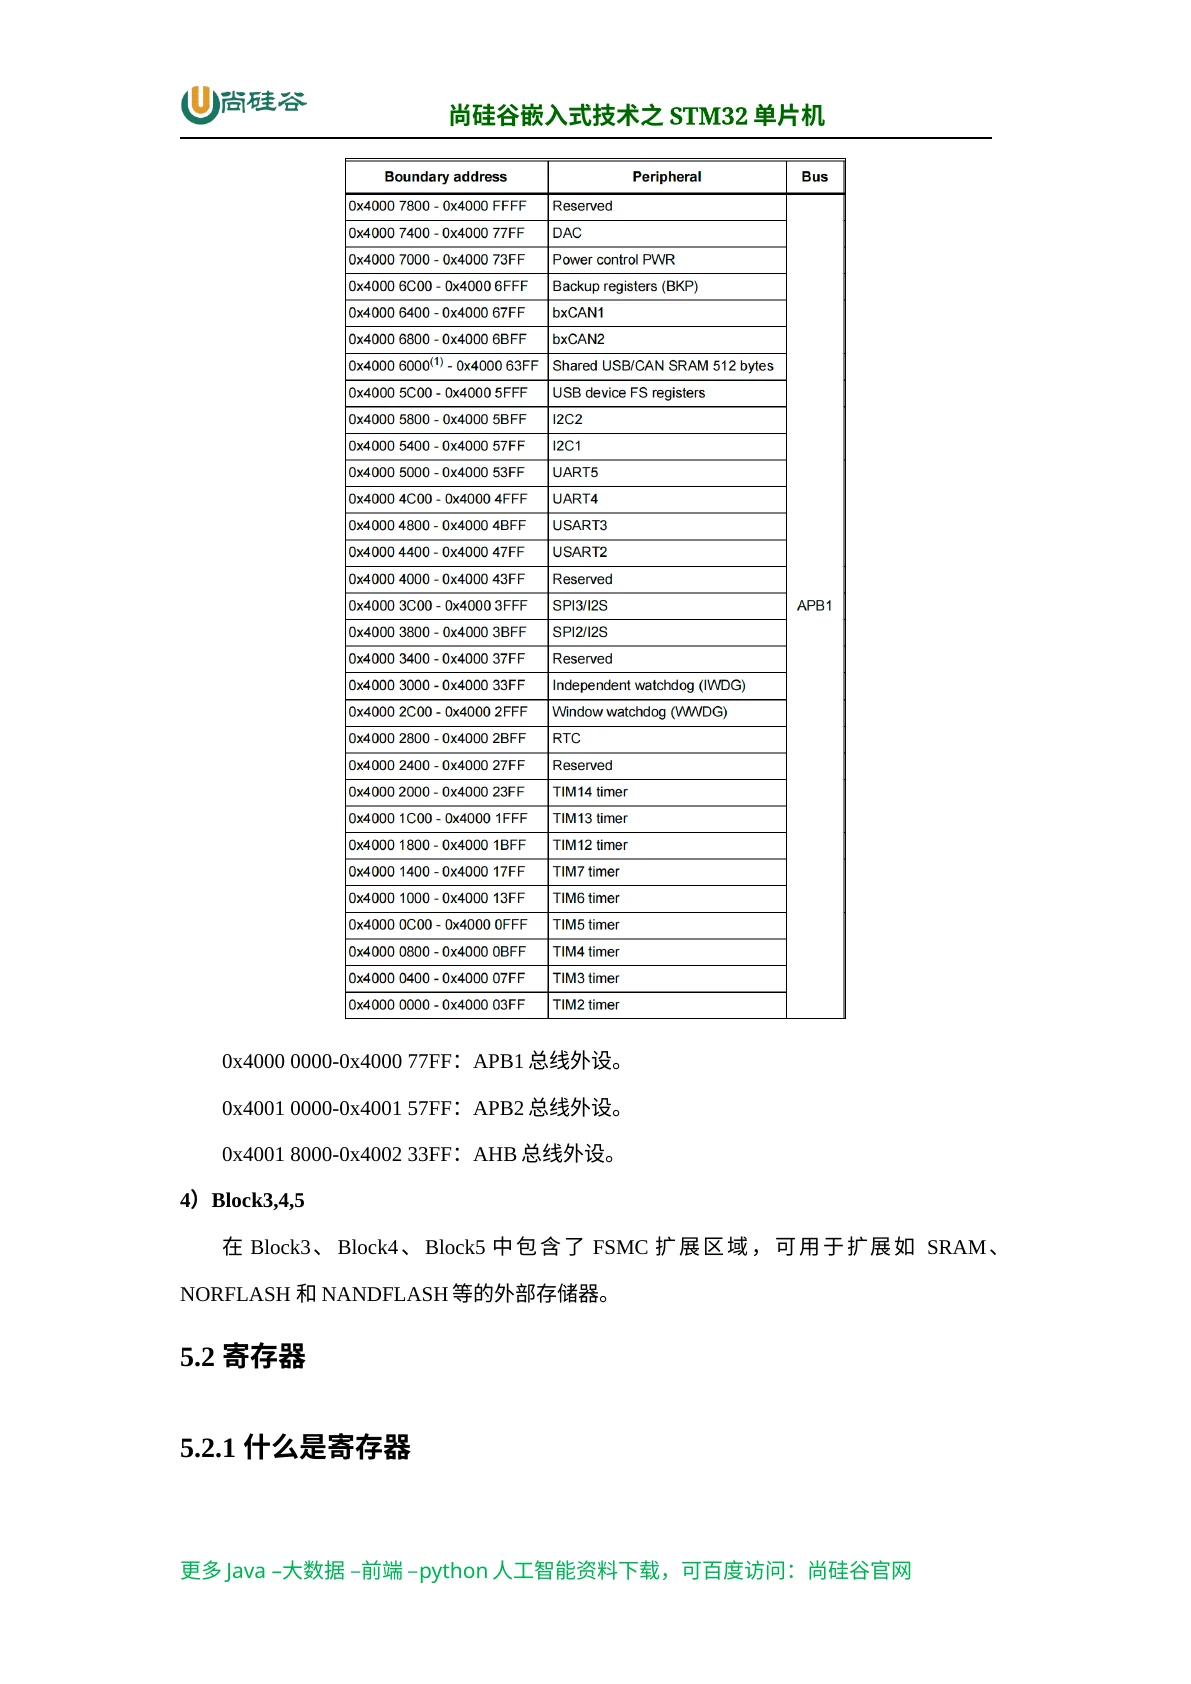 尚硅谷
尚硅谷嵌入式技术之 STM32 单片机
Boundary address Peripheral Bus
0x4000 7800 - 0x4000 FFFF Reserved
0x4000 7400 - 0x4000 77FF DAC
0x4000 7000 - 0x4000 73FF Power control PWR
0x4000 6C00 - 0x4000 6FFF Backup registers (BKP)
0x4000 6400 - 0x4000 67FF bxCAN1
0x4000 6800 - 0x4000 6BFF bxCAN2
0x4000 6000(1) - 0x4000 63FF Shared USB/CAN SRAM 512 bytes
0x4000 5C00 - 0x4000 5FFF USB device FS registers
0x4000 5800 - 0x4000 5BFF I2C2
0x4000 5400 - 0x4000 57FF I2C1
0x4000 5000 - 0x4000 53FF UART5
0x4000 4C00 - 0x4000 4FFF UART4
0x4000 4800 - 0x4000 4BFF USART3
0x4000 4400 - 0x4000 47FF USART2
0x4000 4000 - 0x4000 43FF Reserved
0x4000 3C00 - 0x4000 3FFF SPI3/I2S APB1
0x4000 3800 - 0x4000 3BFF SPI2/I2S
0x4000 3400 - 0x4000 37FF Reserved
0x4000 3000 - 0x4000 33FF Independent watchdog (IWDG)
0x4000 2C00 - 0x4000 2FFF Window watchdog (WWDG)
0x4000 2800 - 0x4000 2BFF RTC
0x4000 2400 - 0x4000 27FF Reserved
0x4000 2000 - 0x4000 23FF TIM14 timer
0x4000 1C00 - 0x4000 1FFF TIM13 timer
0x4000 1800 - 0x4000 1BFF TIM12 timer
0x4000 1400 - 0x4000 17FF TIM7 timer
0x4000 1000 - 0x4000 13FF TIM6 timer
0x4000 0C00 - 0x4000 0FFF TIM5 timer
0x4000 0800 - 0x4000 0BFF TIM4 timer
0x4000 0400 - 0x4000 07FF TIM3 timer
0x4000 0000 - 0x4000 03FF TIM2 timer
0x4000 0000-0x4000 77FF：APB1 总线外设。
0x4001 0000-0x4001 57FF：APB2 总线外设。
0x4001 8000-0x4002 33FF：AHB 总线外设。
4）Block3,4,5
在 Block3、Block4、Block5 中包含了 FSMC 扩展区域，可用于扩展如 SRAM、
NORFLASH 和 NANDFLASH 等的外部存储器。
5.2 寄存器
5.2.1 什么是寄存器
更多 Java –大数据 –前端 –python 人工智能资料下载，可百度访问：尚硅谷官网